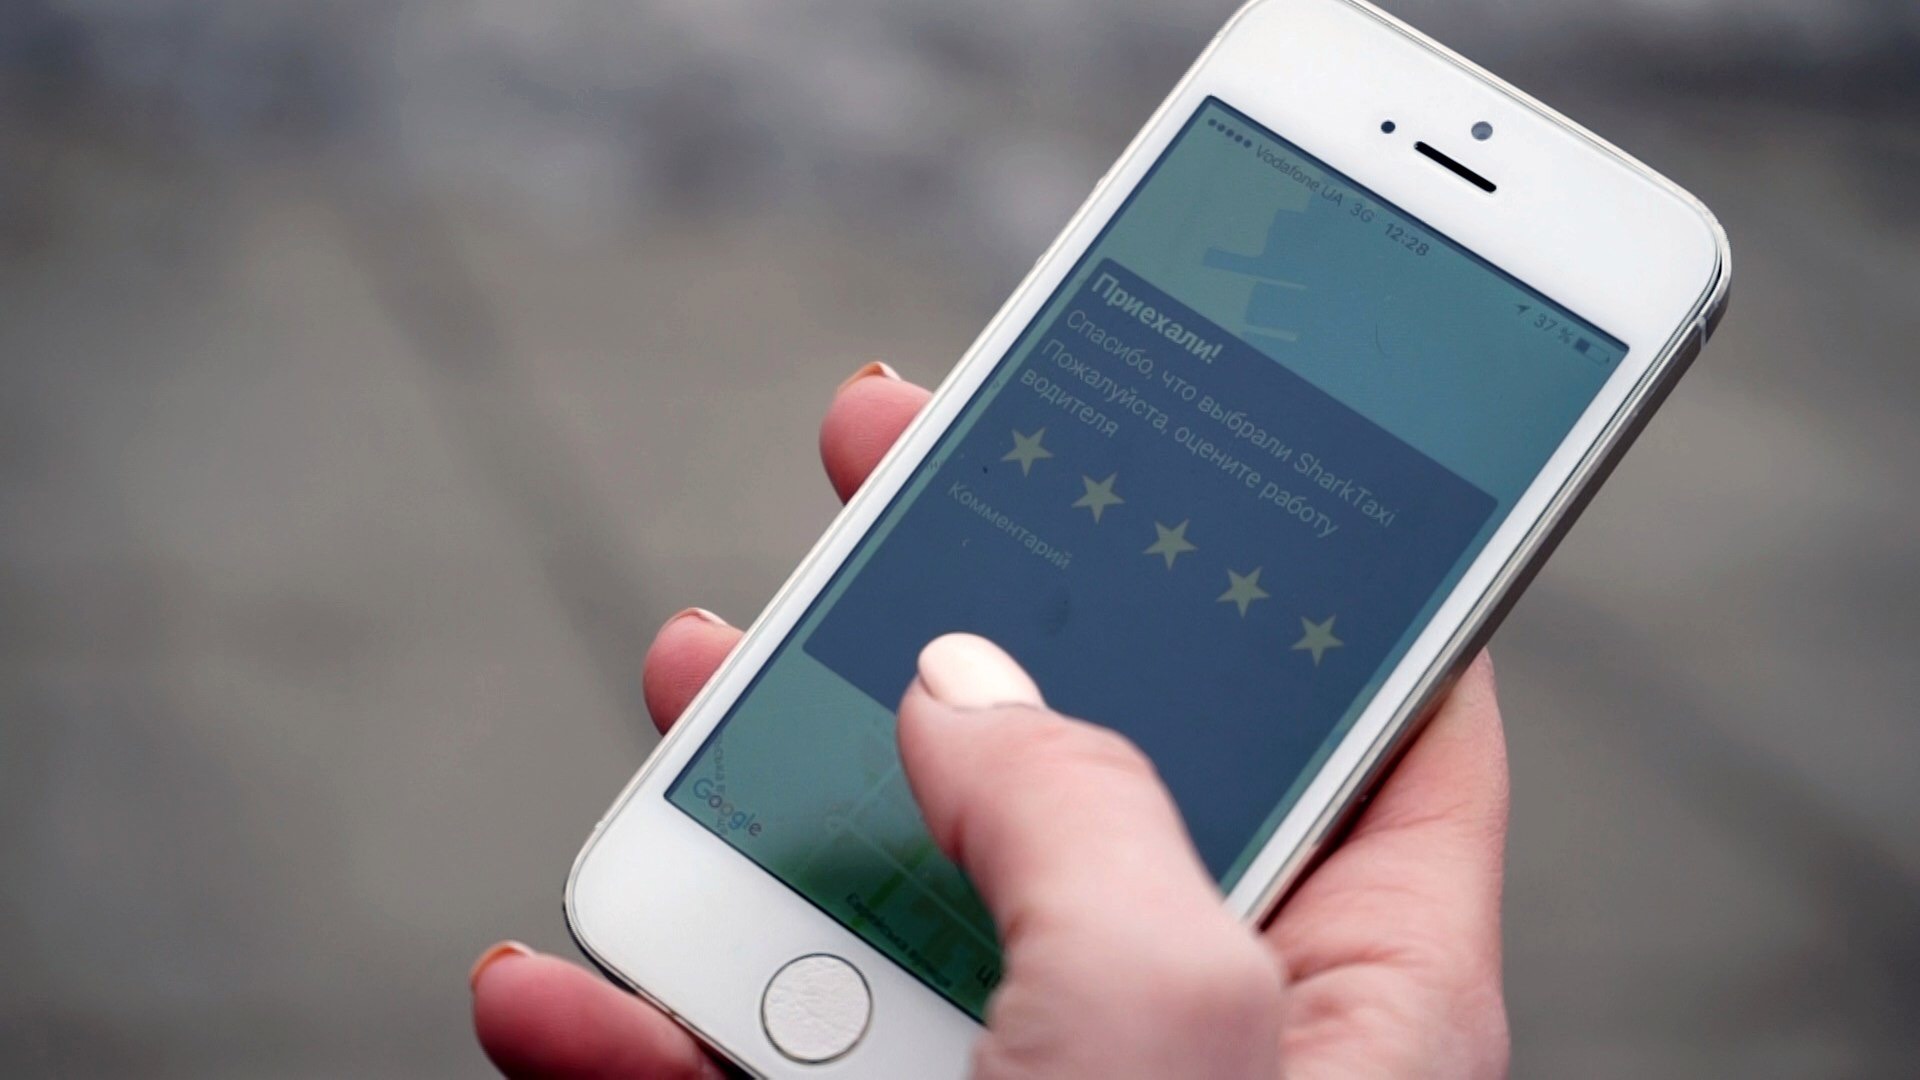 Vodafone UA 3G 12:28 37 %
Приехали!
Спасибо, что выбрали SharkTaxi
Пожалуйста, оцените работу
водителя
Комментарий
Google